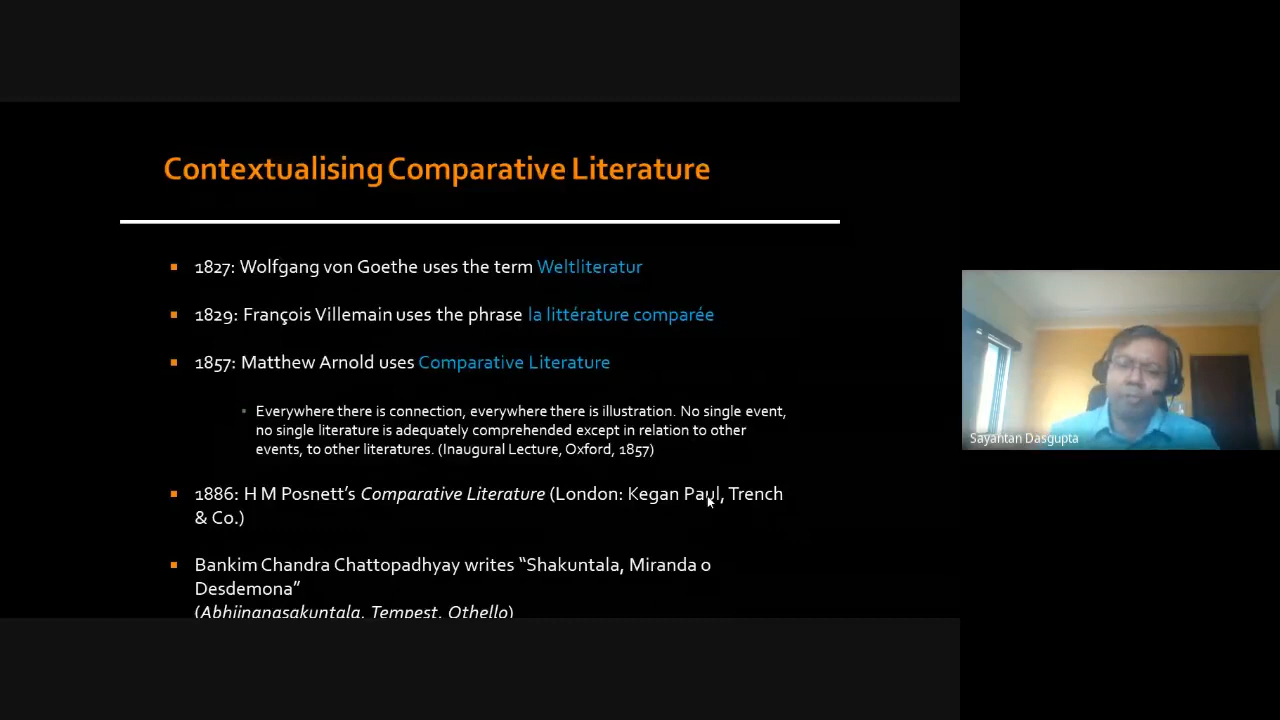 Contextualising Comparative Literature
1827: Wolfgang von Goethe uses the term Weltliteratur
1829: François Villemain uses the phrase la littérature comparée
1857: Matthew Arnold uses Comparative Literature
Everywhere there is connection, everywhere there is illustration. No single event,
no single literature is adequately comprehended except in relation to other
events, to other literatures. (Inaugural Lecture, Oxford, 1857)
1886: H M Posnett’s Comparative Literature (London: Kegan Paul, Trench
& Co.)
Bankim Chandra Chattopadhyay writes “Shakuntala, Miranda o
Desdemona”
(Abhijnanasakuntala, Tempest, Othello)
Sayantan Dasgupta